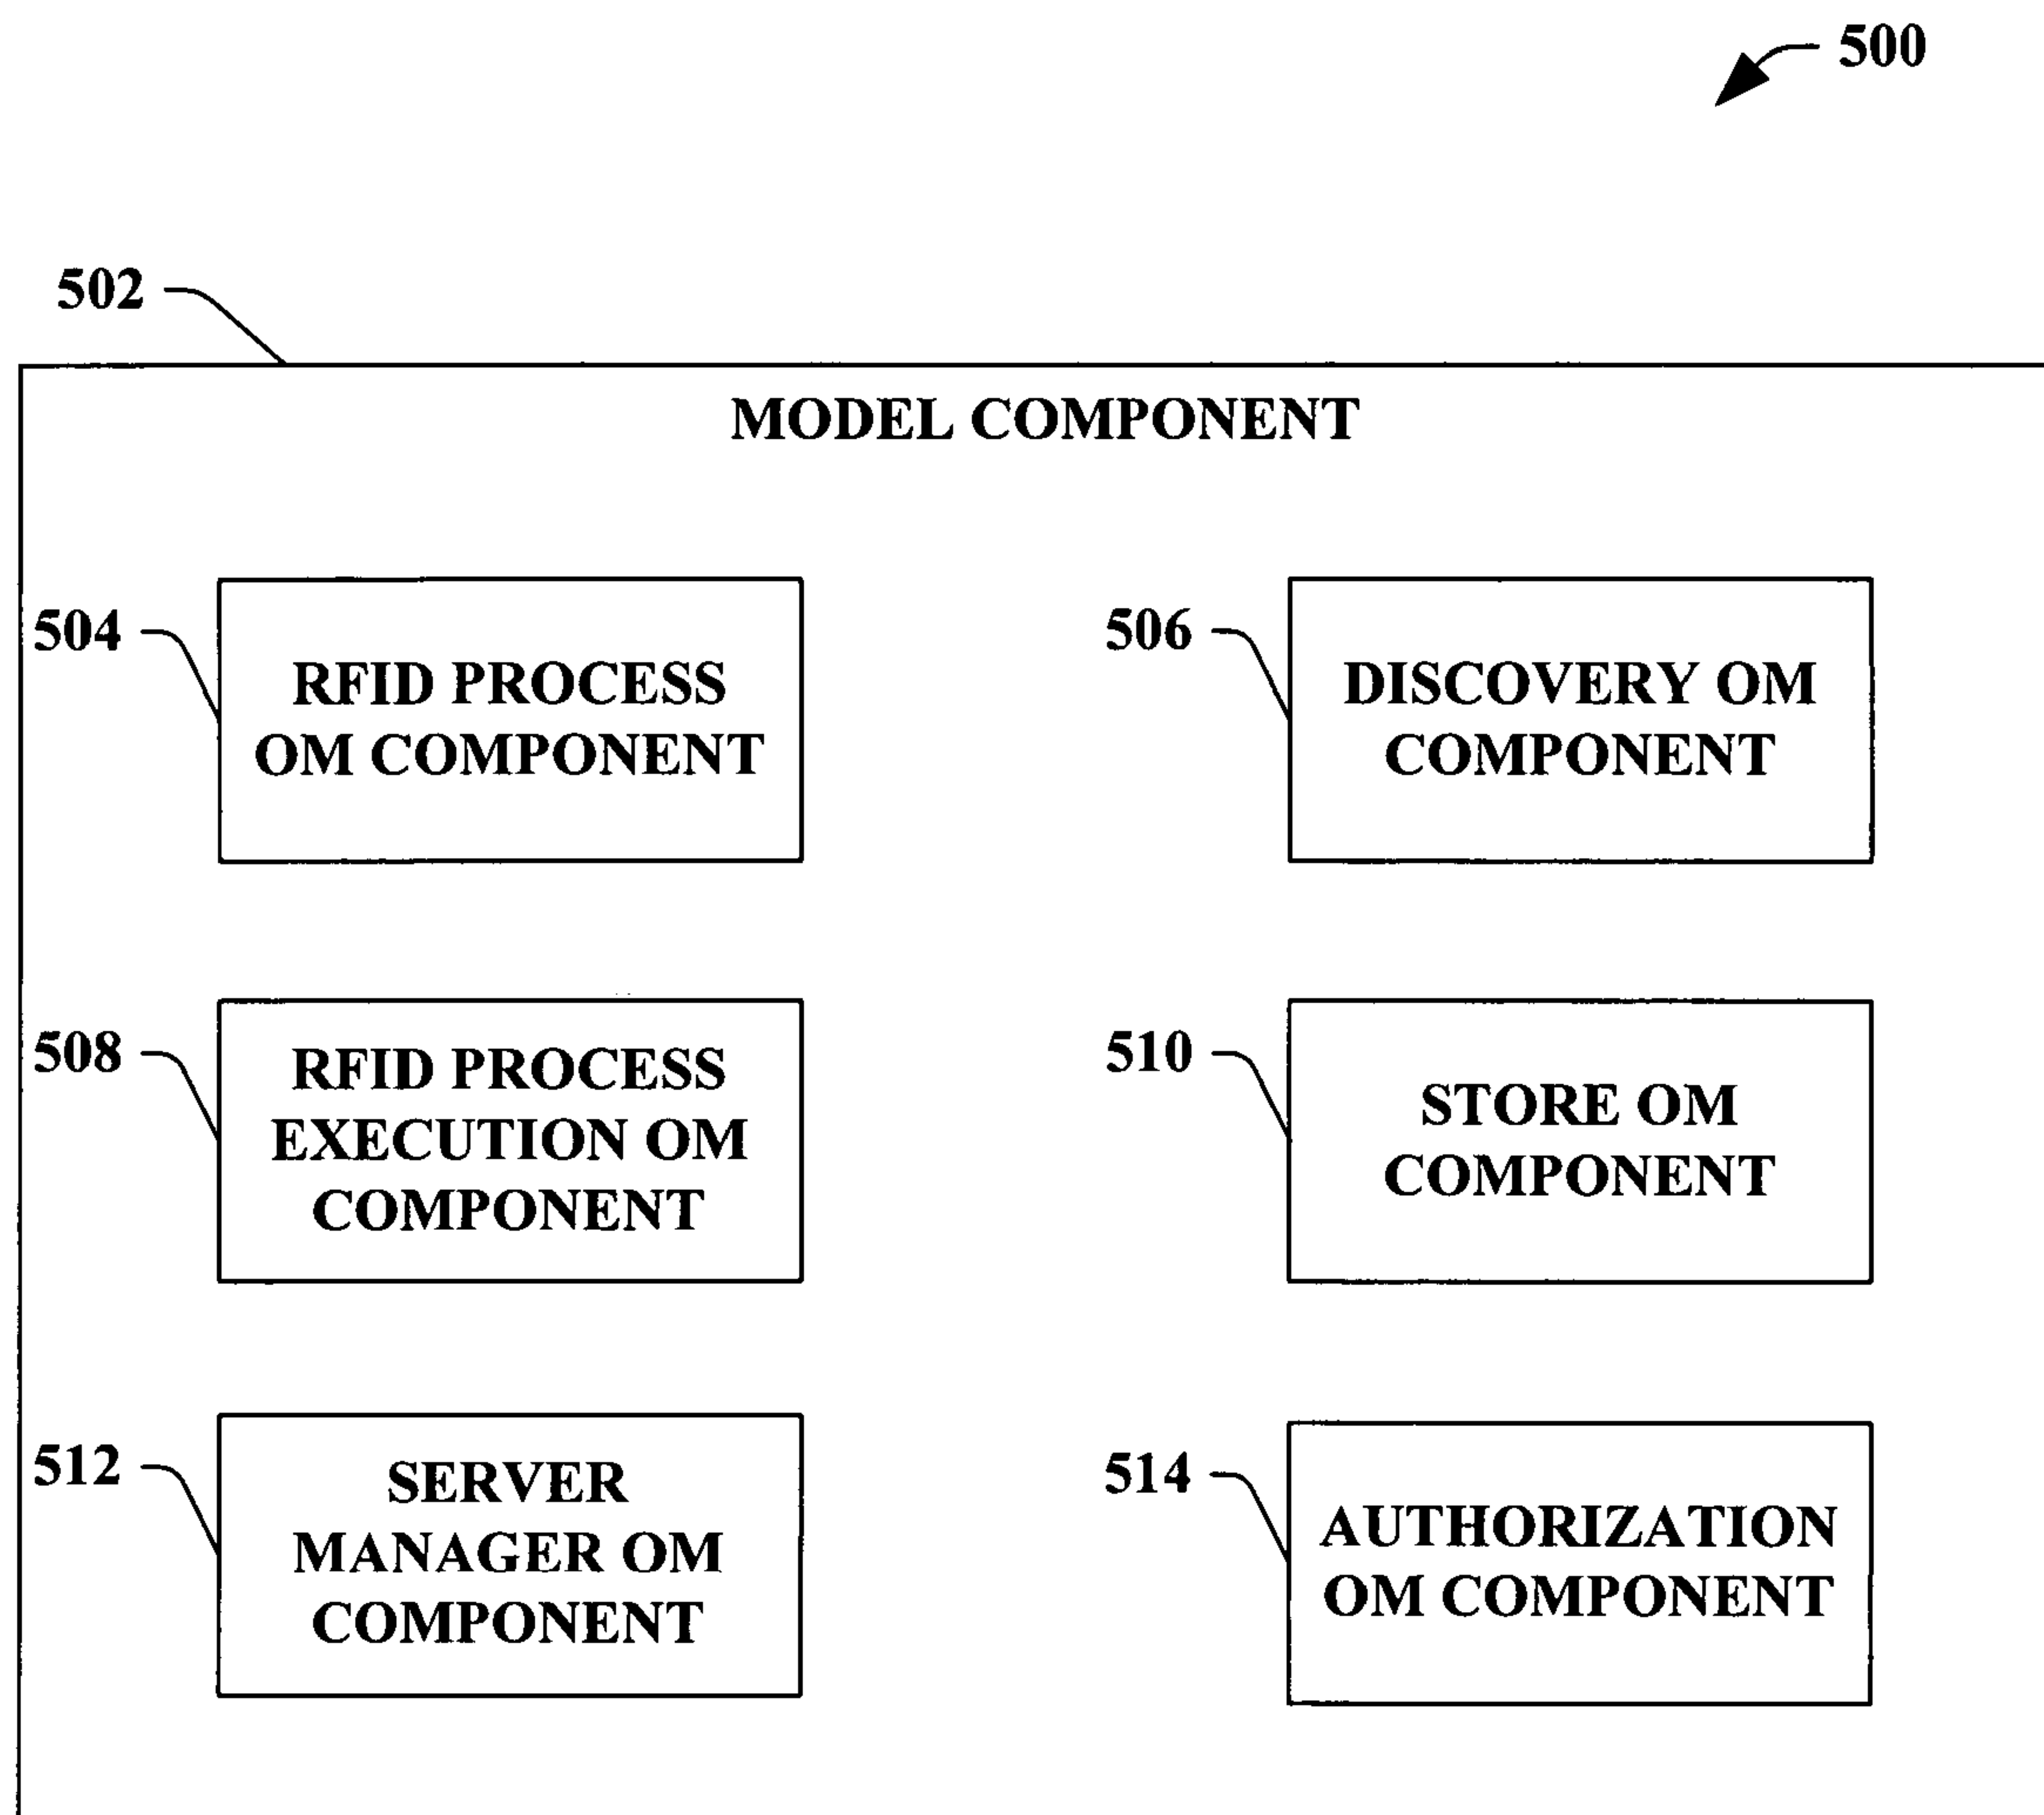 500
502
MODEL COMPONENT
504
RFID PROCESS
OM COMPONENT
506
DISCOVERY OM
COMPONENT
508
RFID PROCESS
EXECUTION OM
COMPONENT
510
STORE OM
COMPONENT
512
SERVER
MANAGER OM
COMPONENT
514
AUTHORIZATION
OM COMPONENT